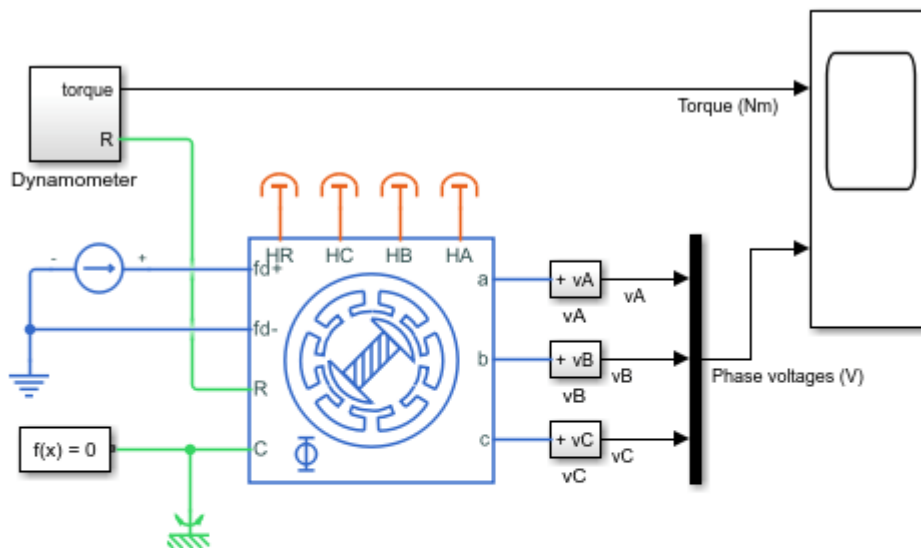 torque
R
Dynamometer
Torque (Nm)
HR HC HB HA
- +
fd+
fd-
R
C
Φ
a
b
c
+ vA
vA
vA
+ vB
vB
vB
+ vC
vC
vC
Phase voltages (V)
f(x) = 0